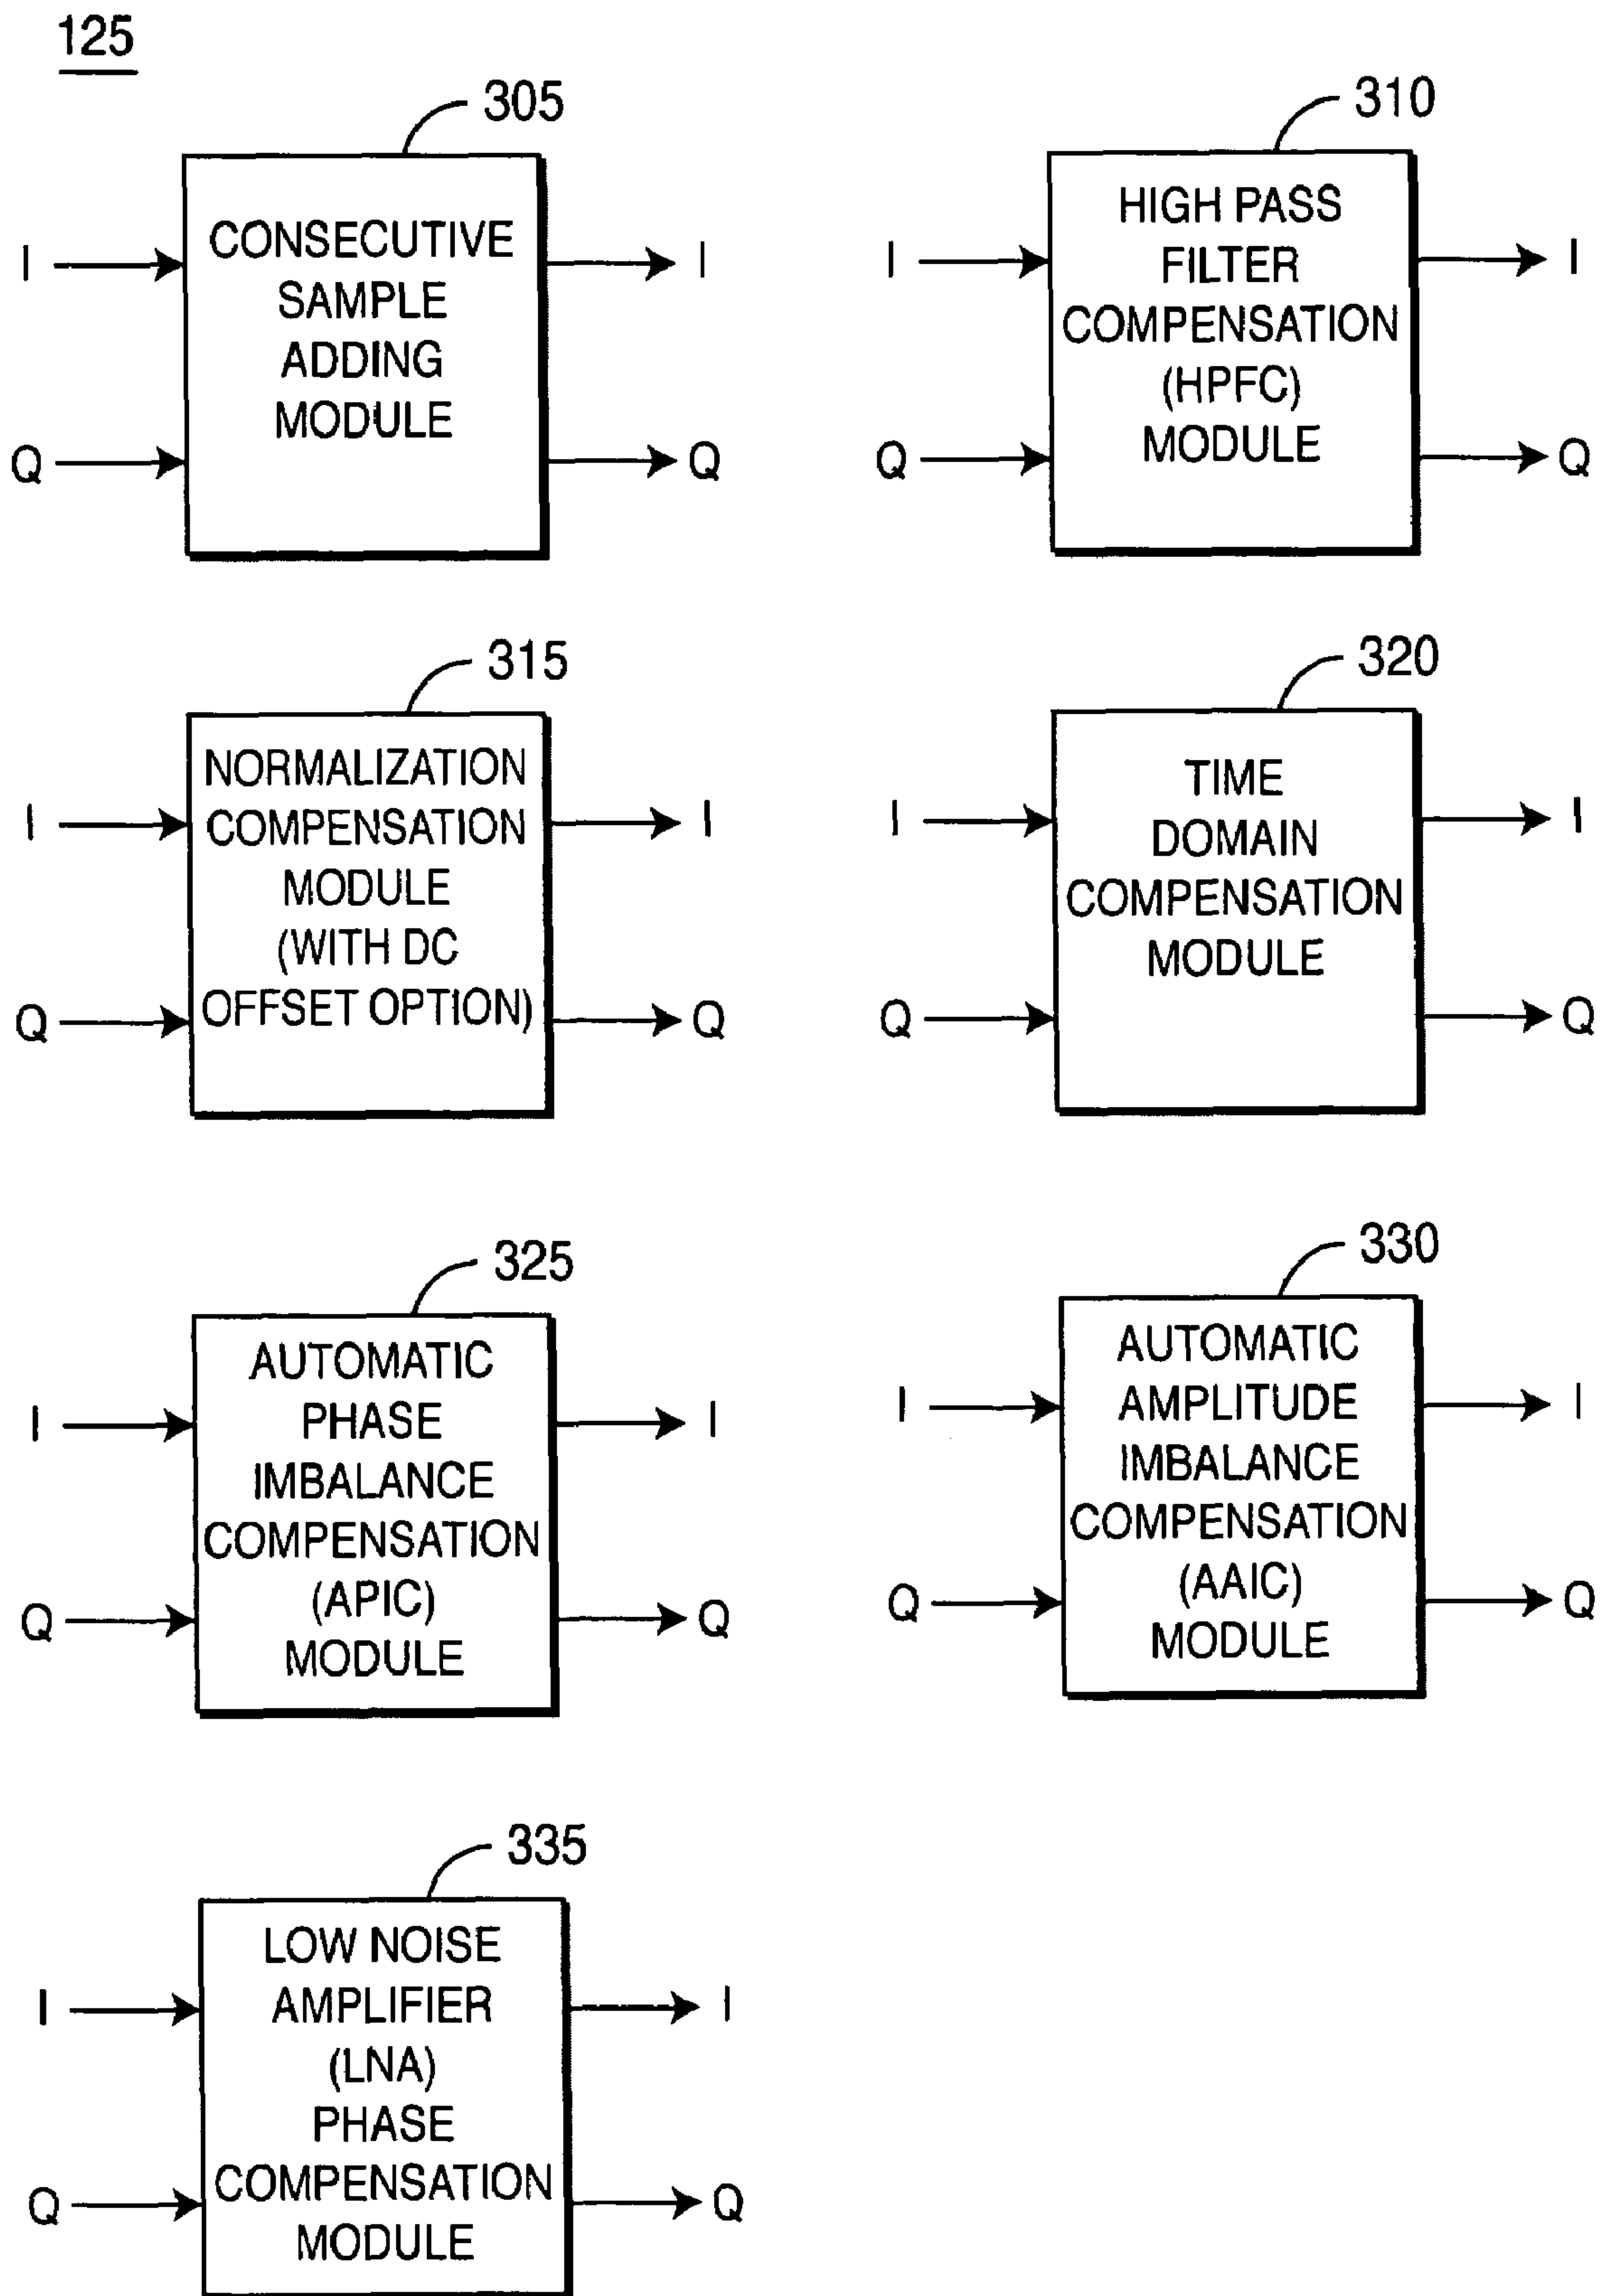 125
305
I
Q
CONSECUTIVE
SAMPLE
ADDING
MODULE
I
Q
310
I
Q
HIGH PASS
FILTER
COMPENSATION
(HPFC)
MODULE
I
Q
315
I
Q
NORMALIZATION
COMPENSATION
MODULE
(WITH DC
OFFSET OPTION)
I
Q
320
I
Q
TIME
DOMAIN
COMPENSATION
MODULE
I
Q
325
I
Q
AUTOMATIC
PHASE
IMBALANCE
COMPENSATION
(APIC)
MODULE
I
Q
330
I
Q
AUTOMATIC
AMPLITUDE
IMBALANCE
COMPENSATION
(AAIC)
MODULE
I
Q
335
I
Q
LOW NOISE
AMPLIFIER
(LNA)
PHASE
COMPENSATION
MODULE
I
Q